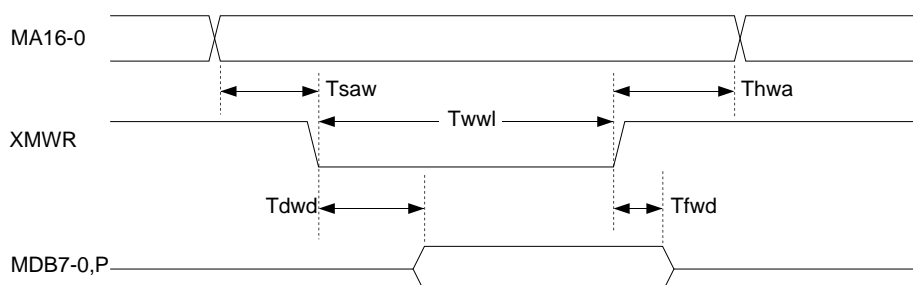 MA16-0
Tsaw
Thwa
Twwl
XMWR
Tdwd
Tfwd
MDB7-0,P